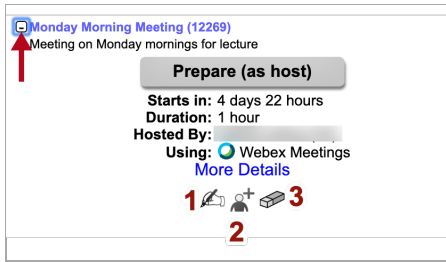 Monday Morning Meeting (12269)
Meeting on Monday mornings for lecture
Prepare (as host)
Starts in: 4 days 22 hours
Duration: 1 hour
Hosted By:
Using: Webex Meetings
More Details
1 3
2